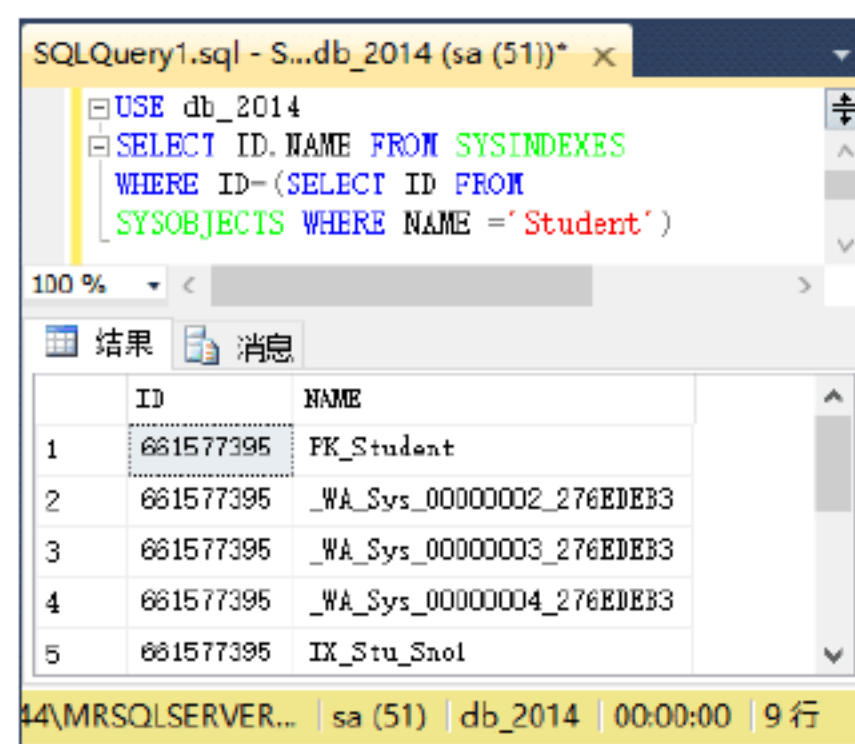 SQLQuery1.sql - S...db_2014 (sa (51))* ×
USE db_2014
SELECT ID,NAME FROM SYSINDEXES
WHERE ID=(SELECT ID FROM
SYSOBJECTS WHERE NAME ='Student')
100 %
结果 消息
ID NAME
1 661577395 PK_Student
2 661577395 _WA_Sys_00000002_276EDEB3
3 661577395 _WA_Sys_00000003_276EDEB3
4 661577395 _WA_Sys_00000004_276EDEB3
5 661577395 IX_Stu_Sno1
44\MRSQLSERVER... sa (51) db_2014 00:00:00 9 行